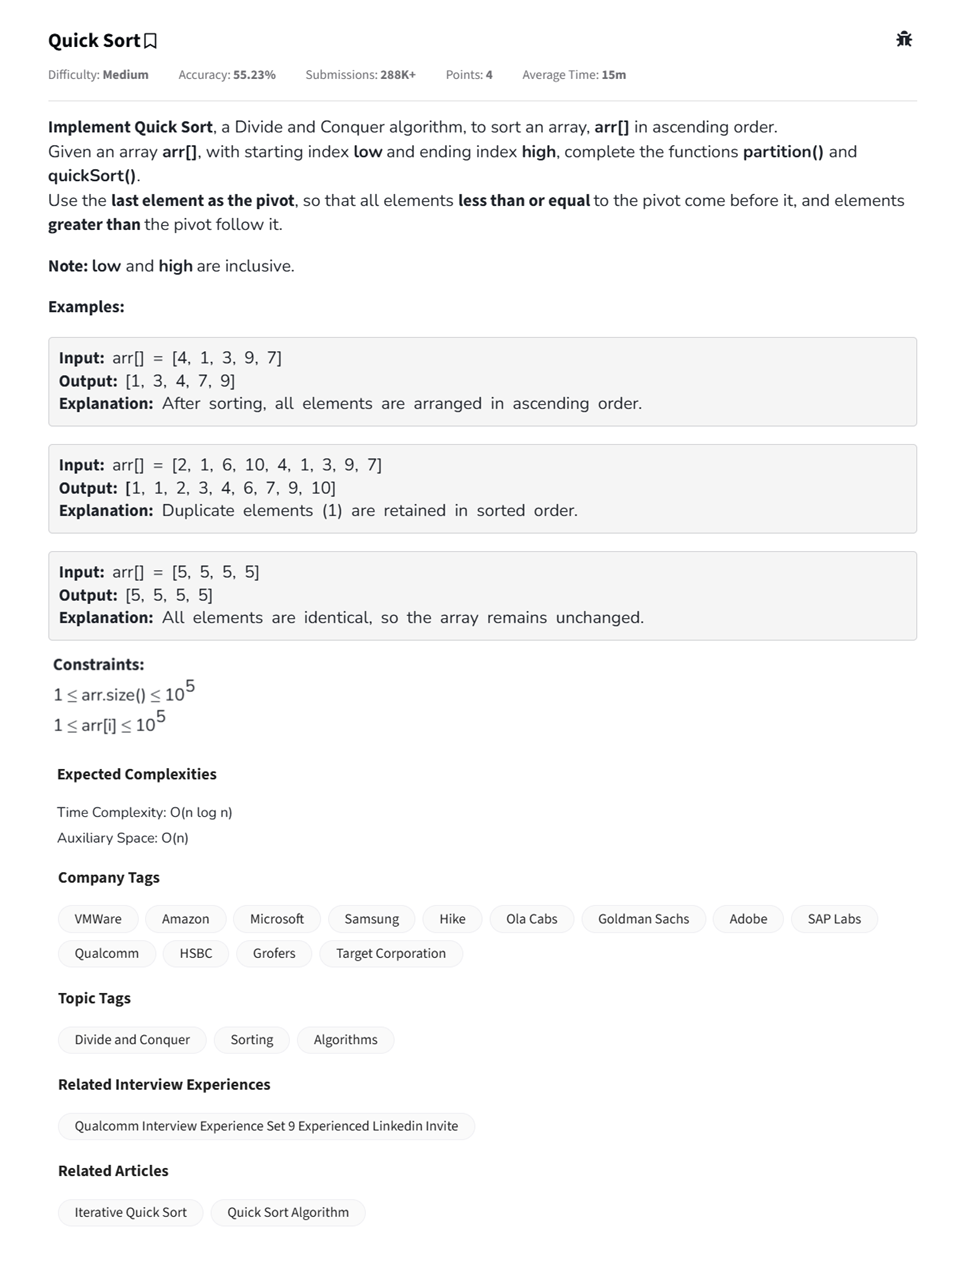 Quick Sort
Difficulty: Medium Accuracy: 55.23% Submissions: 288K+ Points: 4 Average Time: 15m
Implement Quick Sort, a Divide and Conquer algorithm, to sort an array, arr[] in ascending order.
Given an array arr[], with starting index low and ending index high, complete the functions partition() and
quickSort().
Use the last element as the pivot, so that all elements less than or equal to the pivot come before it, and elements
greater than the pivot follow it.
Note: low and high are inclusive.
Examples:
Input: arr[] = [4, 1, 3, 9, 7]
Output: [1, 3, 4, 7, 9]
Explanation: After sorting, all elements are arranged in ascending order.
Input: arr[] = [2, 1, 6, 10, 4, 1, 3, 9, 7]
Output: [1, 1, 2, 3, 4, 6, 7, 9, 10]
Explanation: Duplicate elements (1) are retained in sorted order.
Input: arr[] = [5, 5, 5, 5]
Output: [5, 5, 5, 5]
Explanation: All elements are identical, so the array remains unchanged.
Constraints:
1 ≤ arr.size() ≤ 10⁵
1 ≤ arr[i] ≤ 10⁵
Expected Complexities
Time Complexity: O(n log n)
Auxiliary Space: O(n)
Company Tags
VMWare Amazon Microsoft Samsung Hike Ola Cabs Goldman Sachs Adobe SAP Labs
Qualcomm HSBC Grofers Target Corporation
Topic Tags
Divide and Conquer Sorting Algorithms
Related Interview Experiences
Qualcomm Interview Experience Set 9 Experienced Linkedin Invite
Related Articles
Iterative Quick Sort Quick Sort Algorithm